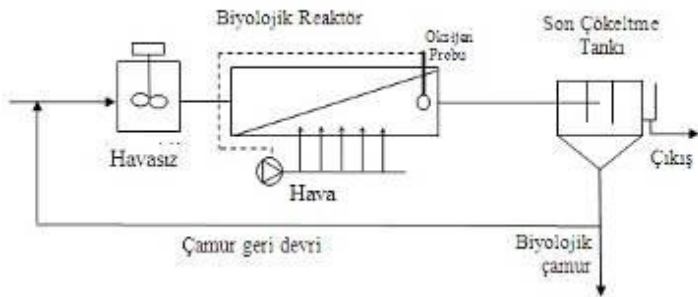 Biyolojik Reaktör
Oksijen
Probu
Son Çökeltme
Tankı
Havasız
Hava
Çıkış
Çamur geri devri
Biyolojik
çamur